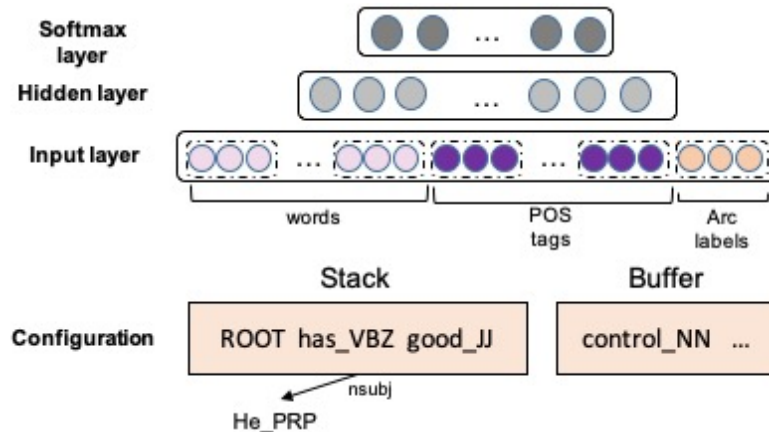 Softmax
layer
...
Hidden layer
...
Input layer
... ...
words
POS
tags
Arc
labels
Stack
Buffer
Configuration
ROOT has_VBZ good_JJ
control_NN ...
nsubj
He_PRP